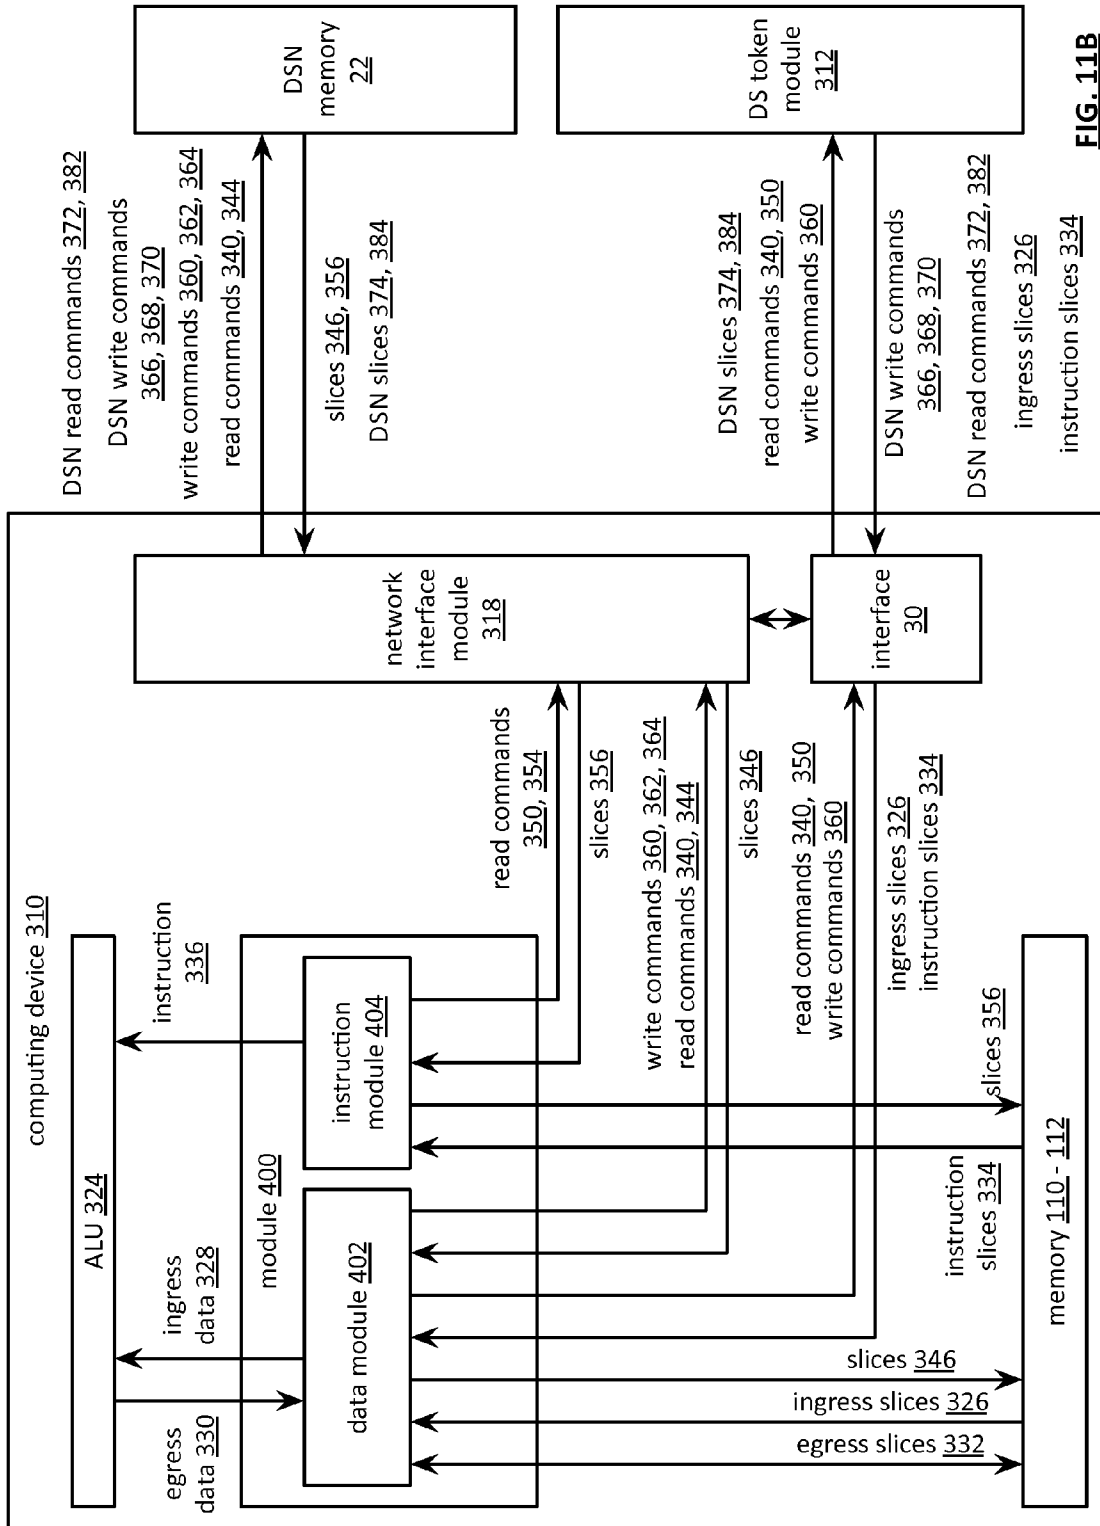 computing device 310
ALU 324
egress
data 330
ingress
data 328
instruction
336
module 400
data module 402
instruction
module 404
read commands
350, 354
slices 356
write commands 360, 362, 364
read commands 340, 344
slices 346
read commands 340, 350
write commands 360
ingress slices 326
instruction slices 334
egress slices 332
ingress slices 326
slices 346
instruction
slices 334
slices 356
memory 110 - 112
network
interface
module
318
interface
30
DSN read commands 372, 382
DSN write commands
366, 368, 370
write commands 360, 362, 364
read commands 340, 344
slices 346, 356
DSN slices 374, 384
DSN slices 374, 384
read commands 340, 350
write commands 360
DSN write commands
366, 368, 370
DSN read commands 372, 382
ingress slices 326
instruction slices 334
DSN
memory
22
DS token
module
312
FIG. 11B